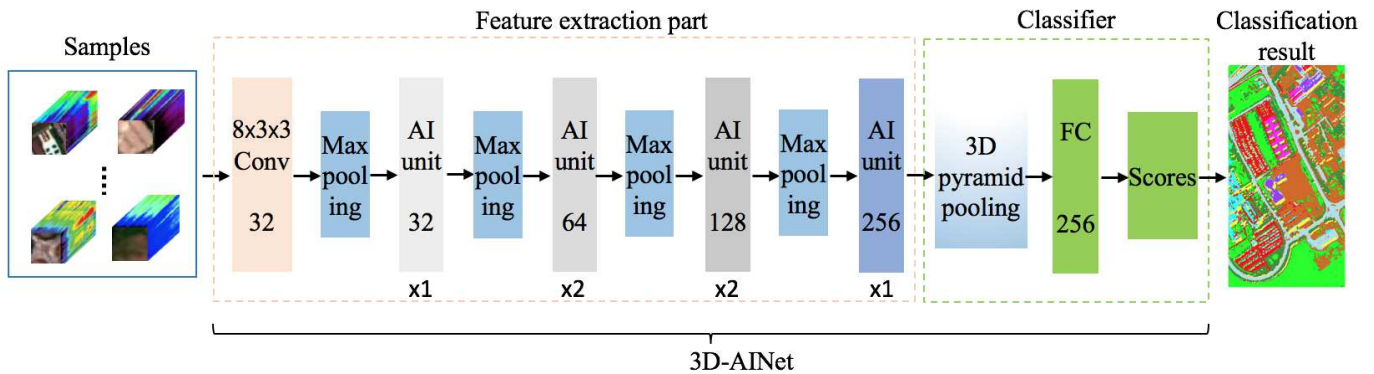 Samples
Feature extraction part
8x3x3
Conv
32
Max
pool
ing
AI
unit
32
x1
Max
pool
ing
AI
unit
64
x2
Max
pool
ing
AI
unit
128
x2
Max
pool
ing
AI
unit
256
x1
Classifier
3D
pyramid
pooling
FC
256
Scores
Classification
result
3D-AINet